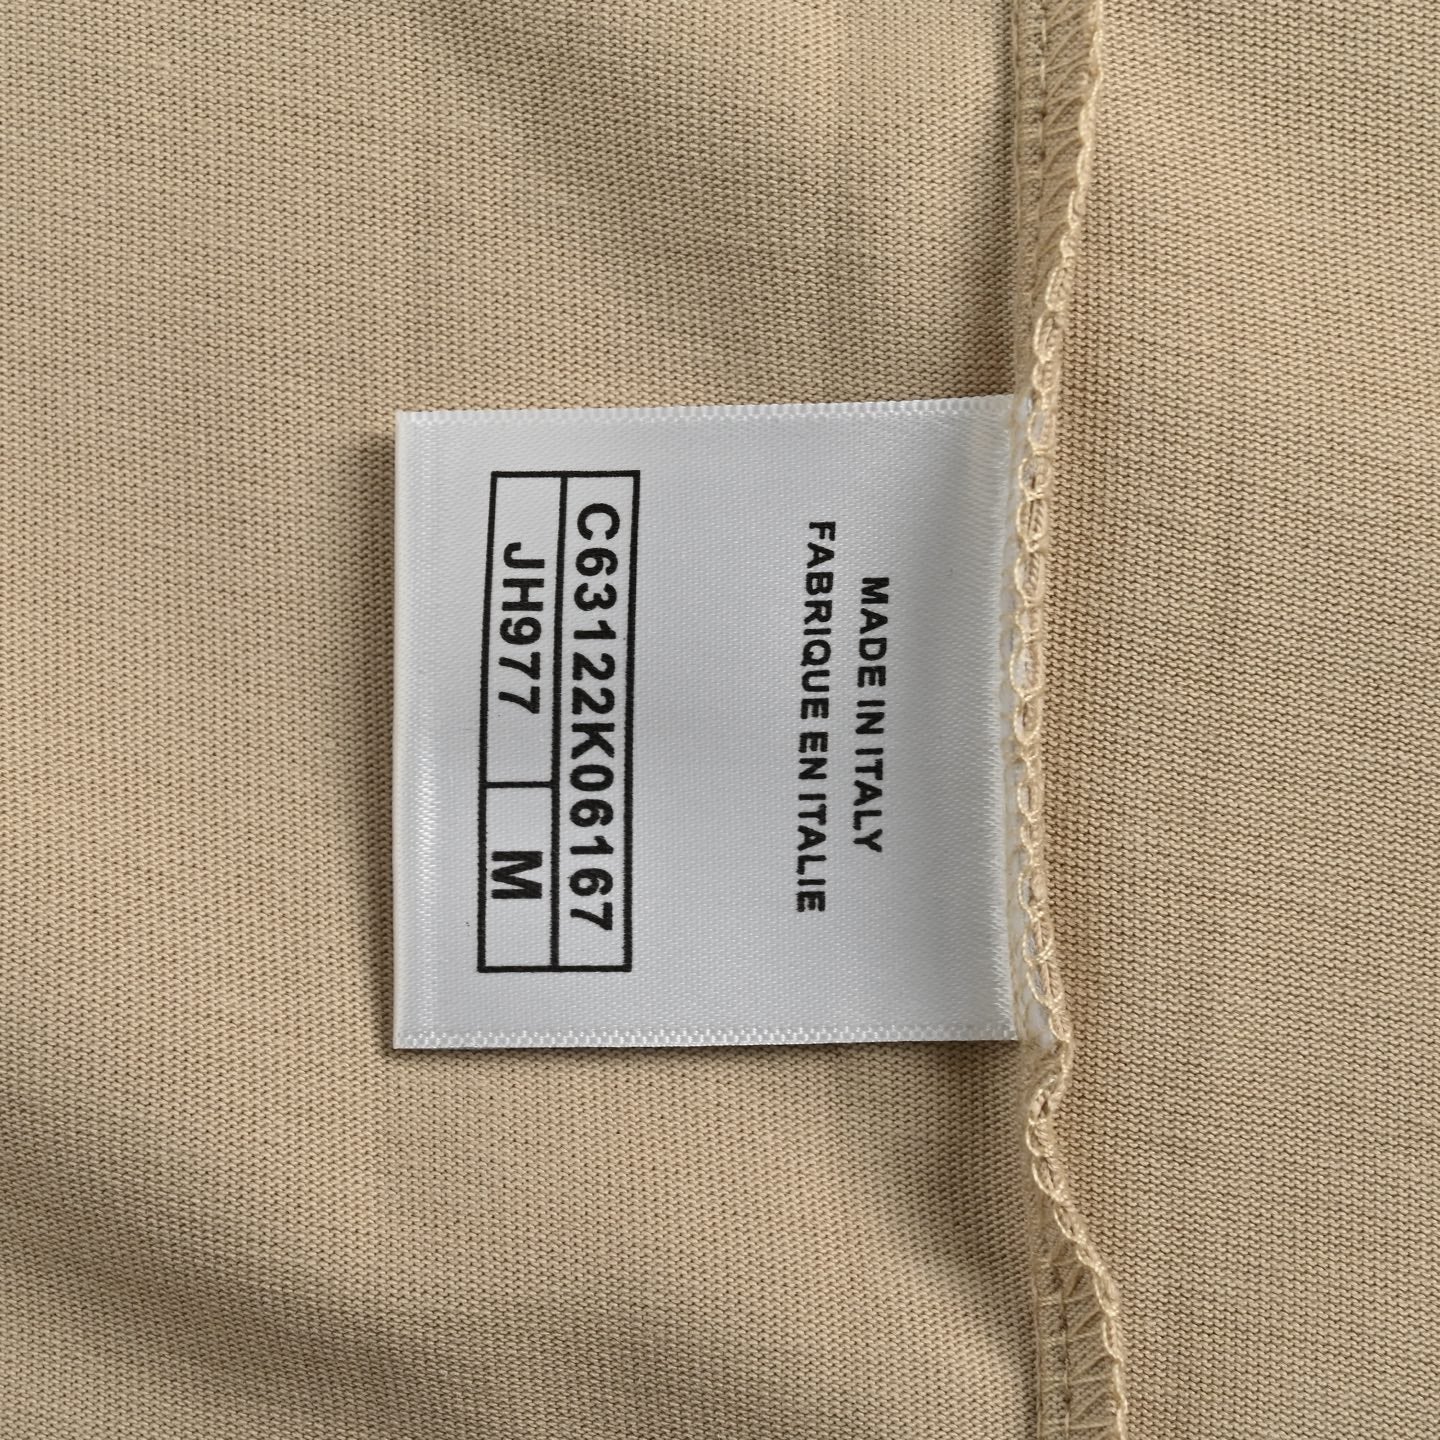 MADE IN ITALY
FABRIQUE EN ITALIE
C63122K06167
JH977 M